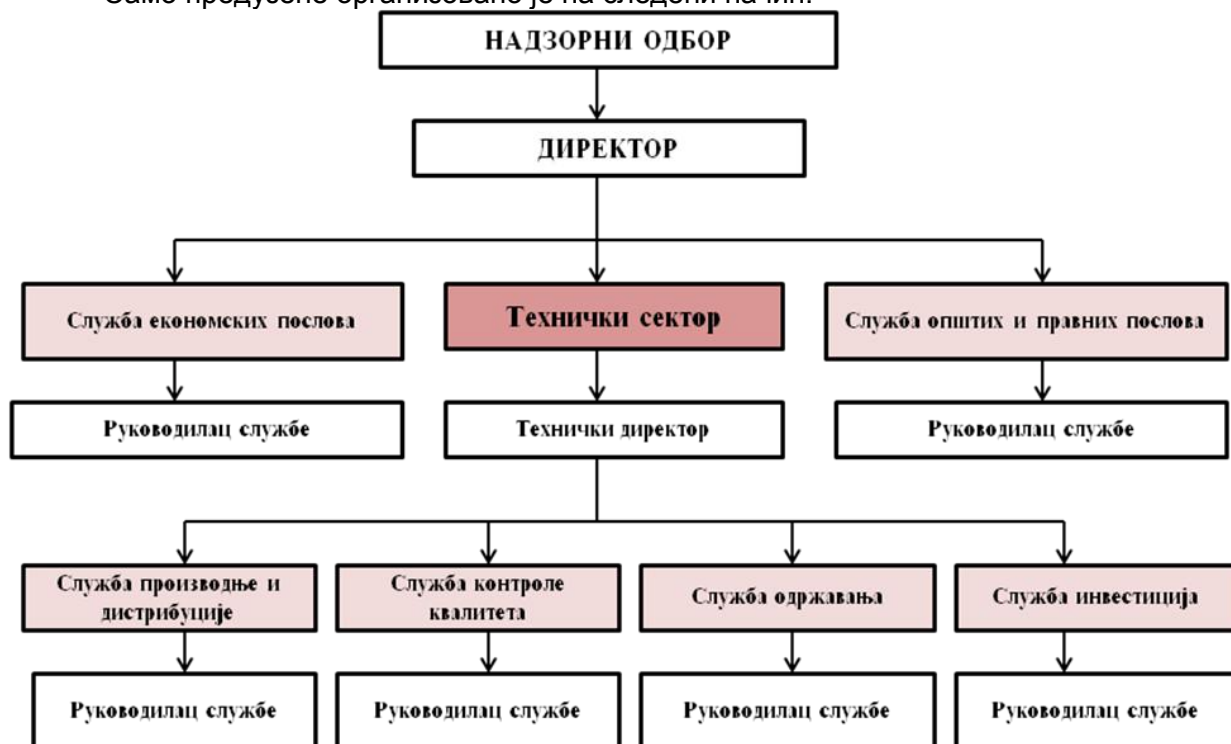 Само предузеће организовано је на следећи начин:
НАДЗОРНИ ОДБОР
ДИРЕКТОР
Служба економских послова
Технички сектор
Служба општих и правних послова
Руководилац службе
Технички директор
Руководилац службе
Служба производње и
дистрибуције
Служба контроле
квалитета
Служба одржавања
Служба инвестиција
Руководилац службе
Руководилац службе
Руководилац службе
Руководилац службе